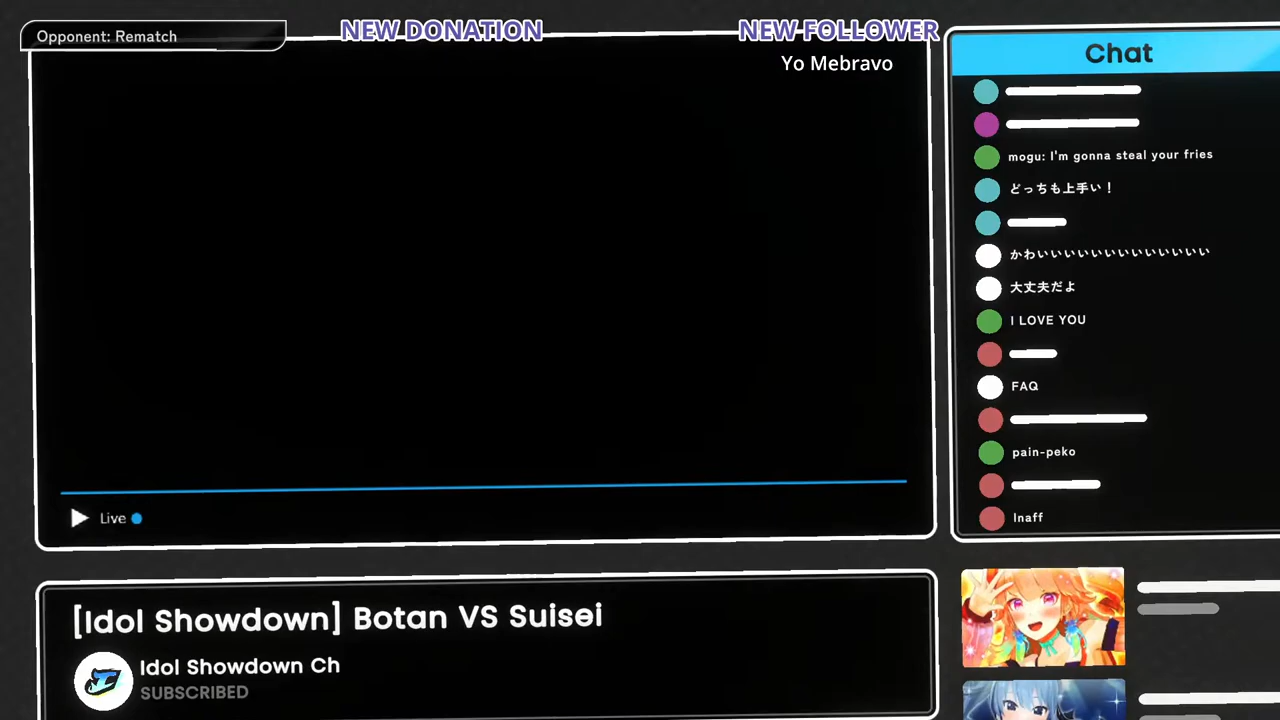 Opponent: Rematch
NEW DONATION
NEW FOLLOWER
Yo Mebravo
Chat
mogu: I'm gonna steal your fries
どっちも上手い！
かわいいいいいいいいいいいいい
大丈夫だよ
I LOVE YOU
FAQ
pain-peko
lnaff
Live
[Idol Showdown] Botan VS Suisei
Idol Showdown Ch
SUBSCRIBED